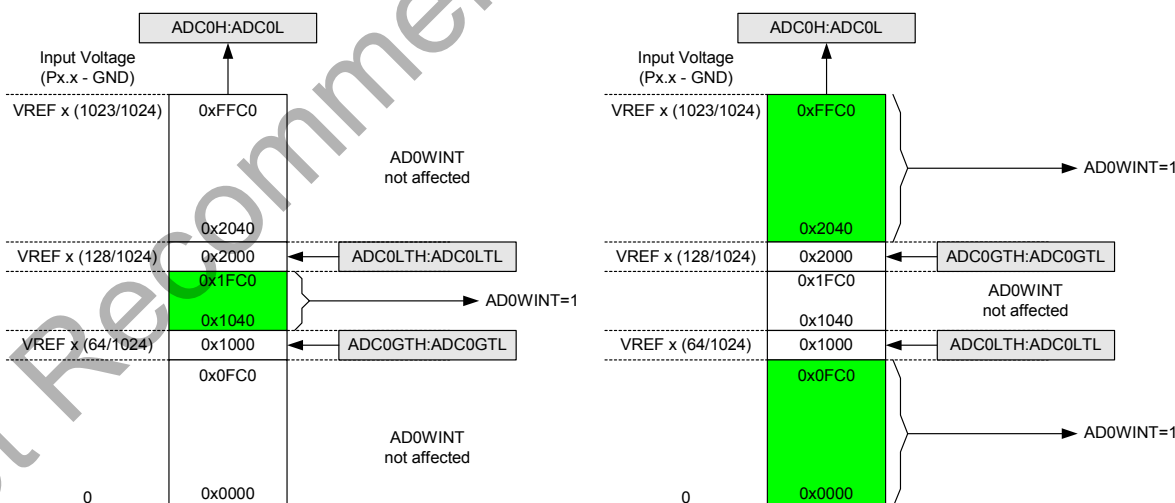 ADC0H:ADC0L
Input Voltage
(Px.x - GND)
VREF x (1023/1024)
0xFFC0
AD0WINT
not affected
0x2040
VREF x (128/1024)
0x2000
ADC0LTH:ADC0LTL
0x1FC0
AD0WINT=1
0x1040
VREF x (64/1024)
0x1000
ADC0GTH:ADC0GTL
0x0FC0
AD0WINT
not affected
0
0x0000
ADC0H:ADC0L
Input Voltage
(Px.x - GND)
VREF x (1023/1024)
0xFFC0
AD0WINT=1
0x2040
VREF x (128/1024)
0x2000
ADC0GTH:ADC0GTL
0x1FC0
AD0WINT
not affected
0x1040
VREF x (64/1024)
0x1000
ADC0LTH:ADC0LTL
0x0FC0
AD0WINT=1
0
0x0000